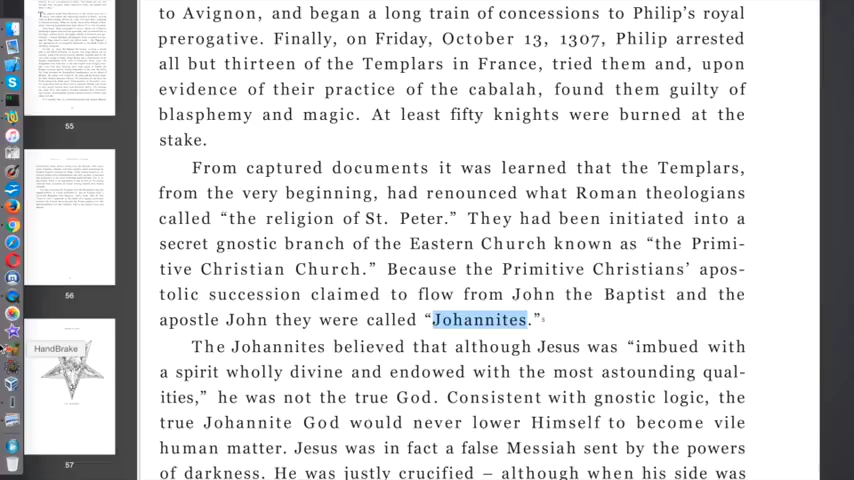 to Avignon, and began a long train of concessions to Philip's royal
prerogative. Finally, on Friday, October 13, 1307, Philip arrested
all but thirteen of the Templars in France, tried them and, upon
evidence of their practice of the cabalah, found them guilty of
blasphemy and magic. At least fifty knights were burned at the
stake.
From captured documents it was learned that the Templars,
from the very beginning, had renounced what Roman theologians
called “the religion of St. Peter.” They had been initiated into a
secret gnostic branch of the Eastern Church known as “the Primi-
tive Christian Church.” Because the Primitive Christians’ apos-
tolic succession claimed to flow from John the Baptist and the
apostle John they were called “Johannites.”
The Johannites believed that although Jesus was “imbued with
a spirit wholly divine and endowed with the most astounding qual-
ities,” he was not the true God. Consistent with gnostic logic, the
true Johannite God would never lower Himself to become vile
human matter. Jesus was in fact a false Messiah sent by the powers
of darkness. He was justly crucified – although when his side was
55
56
HandBrake
57